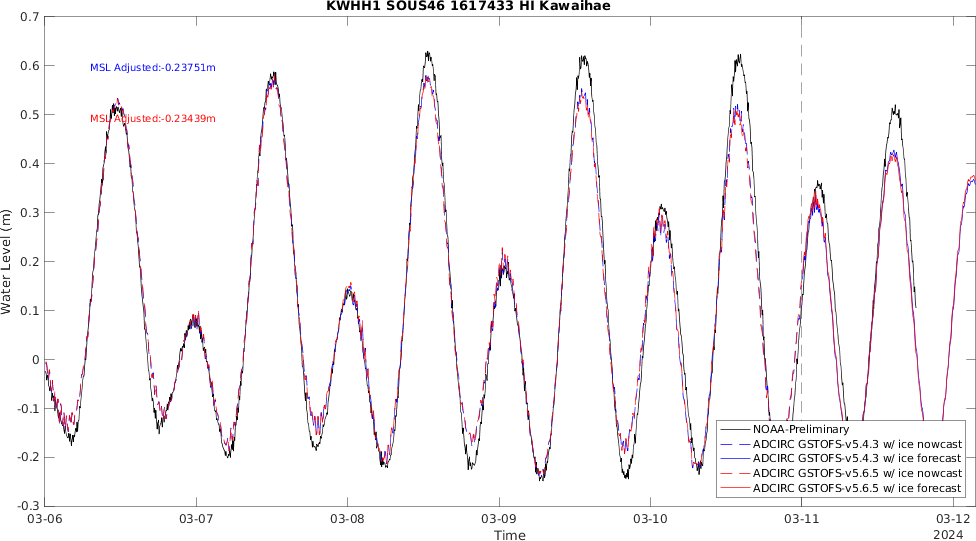 KWHH1 SOUS46 1617433 HI Kawaihae
0.7
0.6
0.5
0.4
0.3
0.2
0.1
0
-0.1
-0.2
-0.3
Water Level (m)
MSL Adjusted:-0.23751m
MSL Adjusted:-0.23439m
NOAA-Preliminary
ADCIRC GSTOFS-v5.4.3 w/ ice nowcast
ADCIRC GSTOFS-v5.4.3 w/ ice forecast
ADCIRC GSTOFS-v5.6.5 w/ ice nowcast
ADCIRC GSTOFS-v5.6.5 w/ ice forecast
03-06 03-07 03-08 03-09 03-10 03-11 03-12
Time 2024